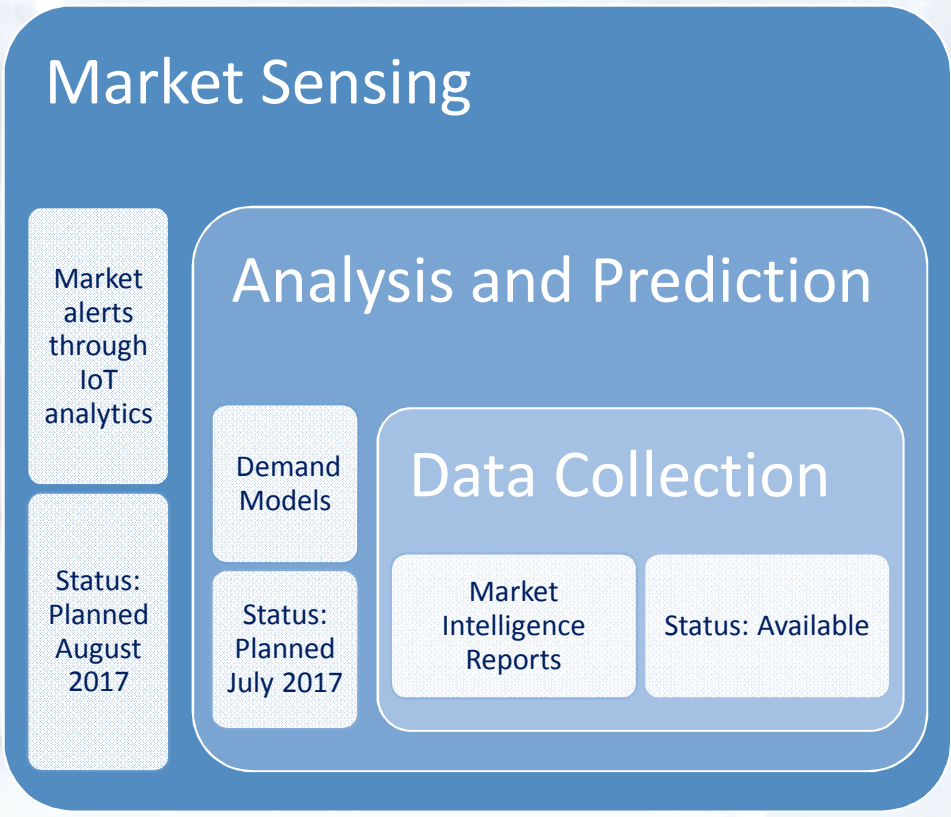 Market Sensing
Market
alerts
through
IoT
analytics
Status:
Planned
August
2017
Analysis and Prediction
Demand
Models
Status:
Planned
July 2017
Data Collection
Market
Intelligence
Reports
Status: Available